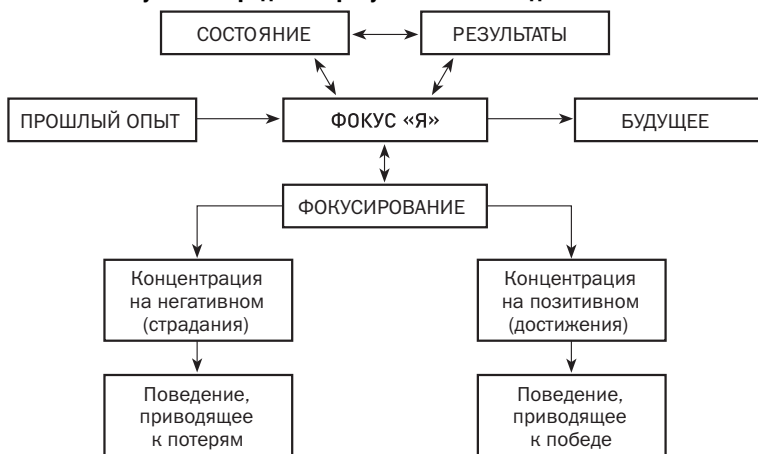 СОСТОЯНИЕ
РЕЗУЛЬТАТЫ
ПРОШЛЫЙ ОПЫТ
ФОКУС «Я»
БУДУЩЕЕ
ФОКУСИРОВАНИЕ
Концентрация
на негативном
(страдания)
Концентрация
на позитивном
(достижения)
Поведение,
приводящее
к потерям
Поведение,
приводящее
к победе